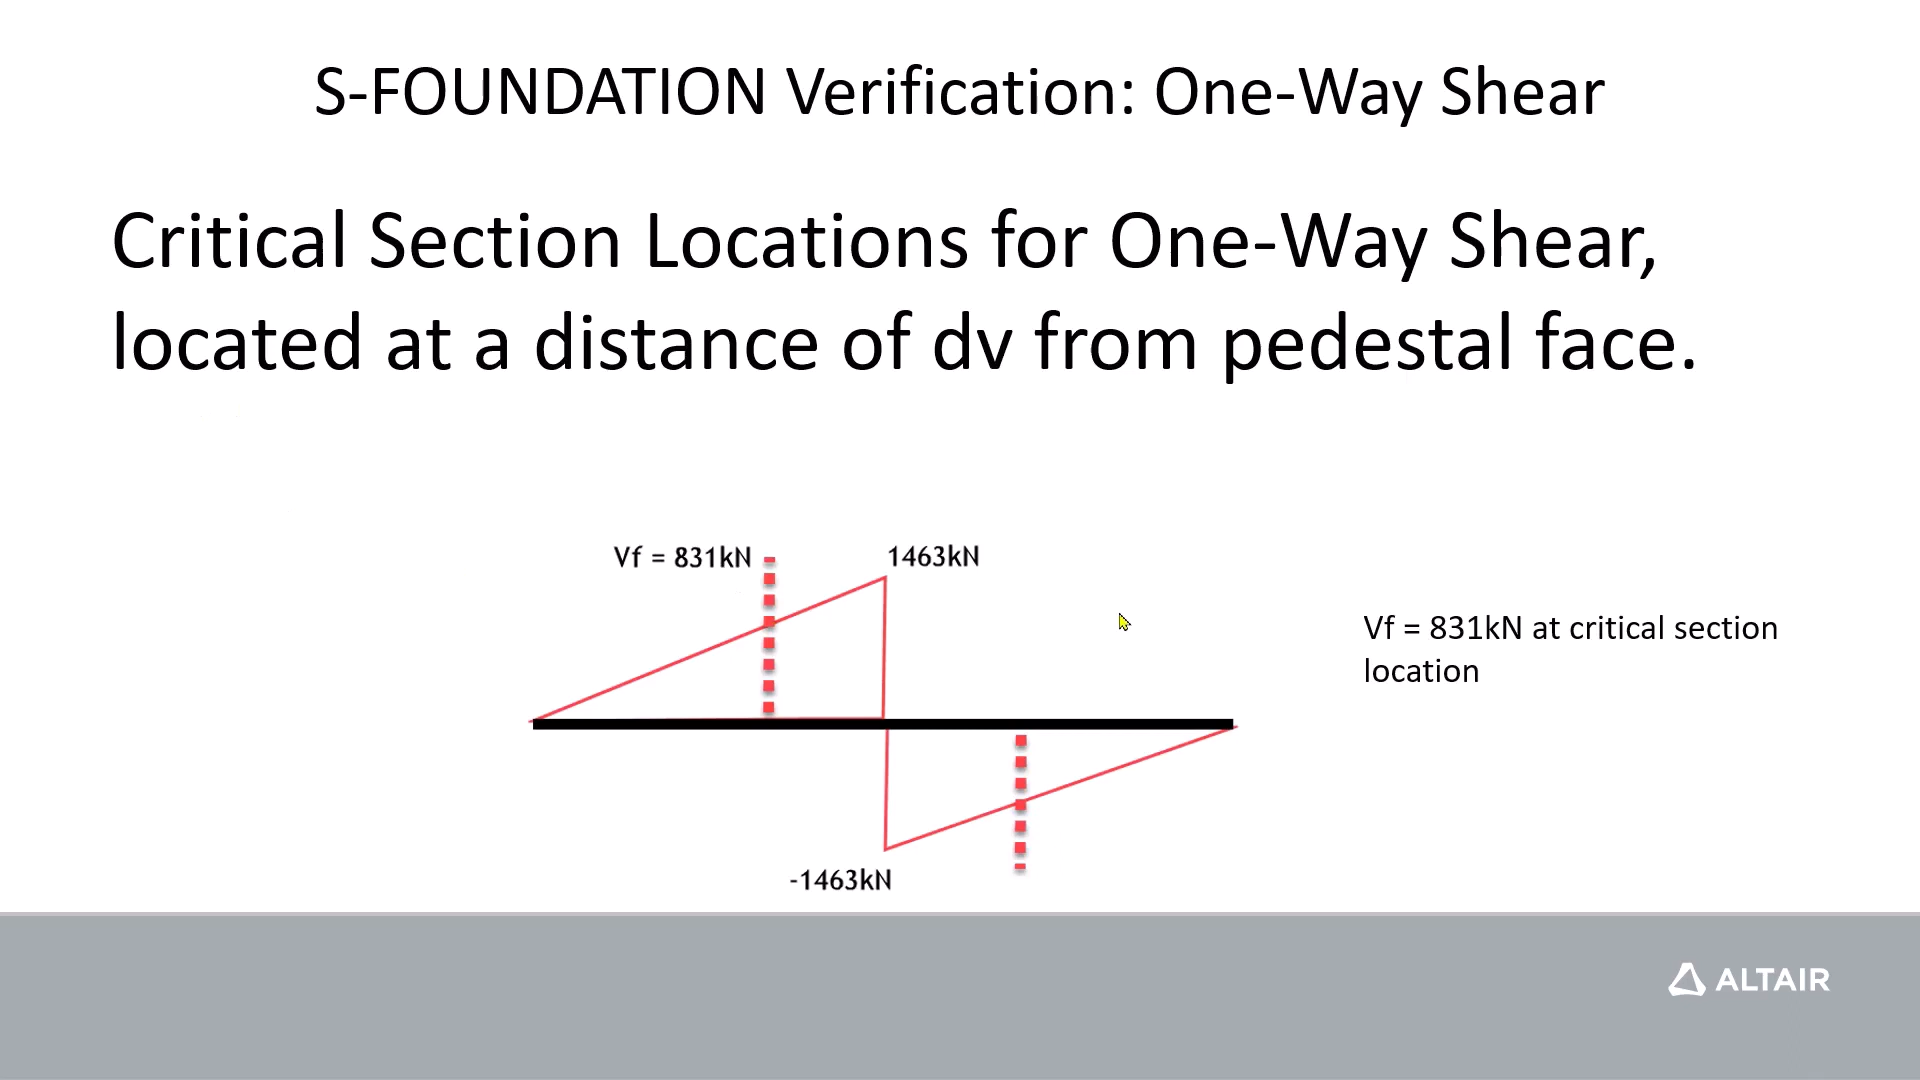 S-FOUNDATION Verification: One-Way Shear
Critical Section Locations for One-Way Shear,
located at a distance of dv from pedestal face.
Vf = 831kN
1463kN
Vf = 831kN at critical section
location
-1463kN
ALTAIR